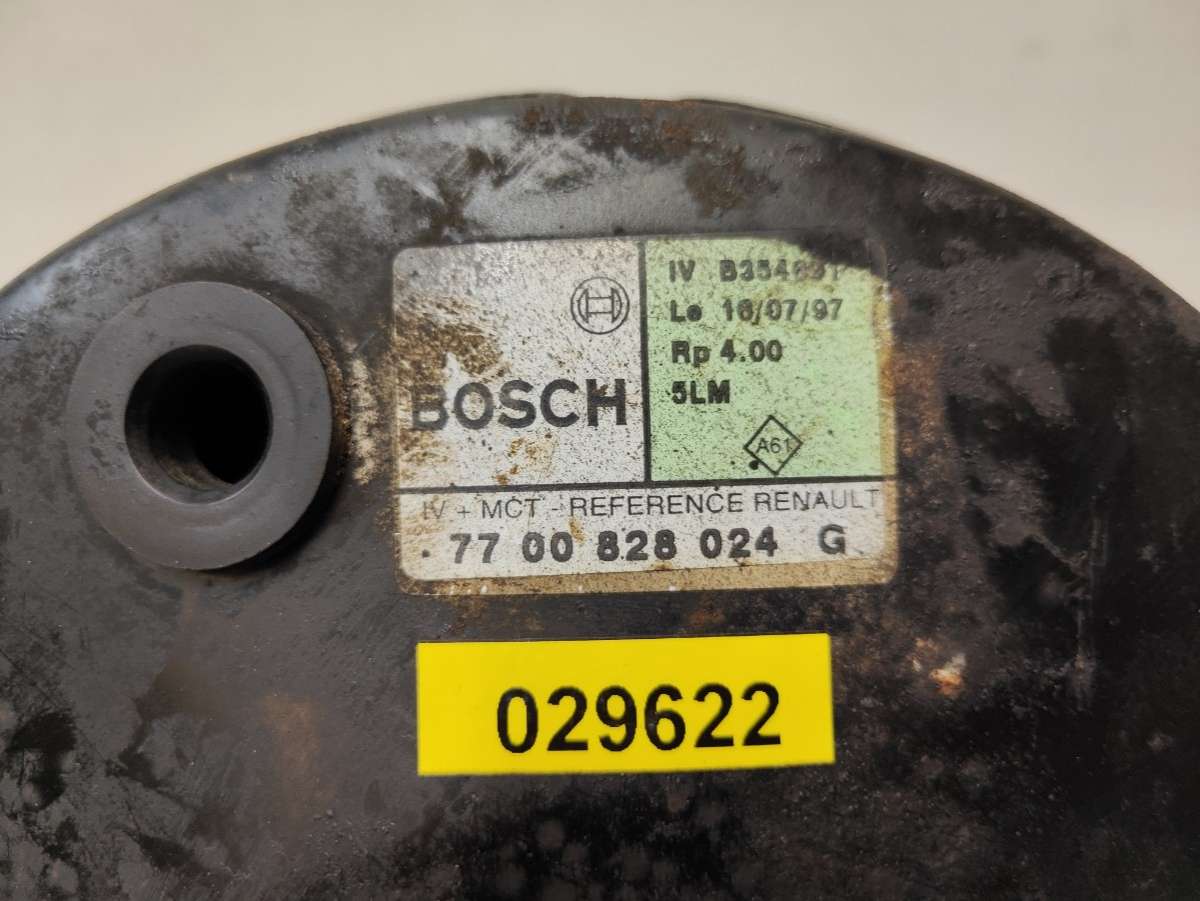 BOSCH
IV
Le 16/07/97
Rp 4.00
5LM
A61
IV + MCT - REFERENCE RENAULT
77 00 828 024 G
029622